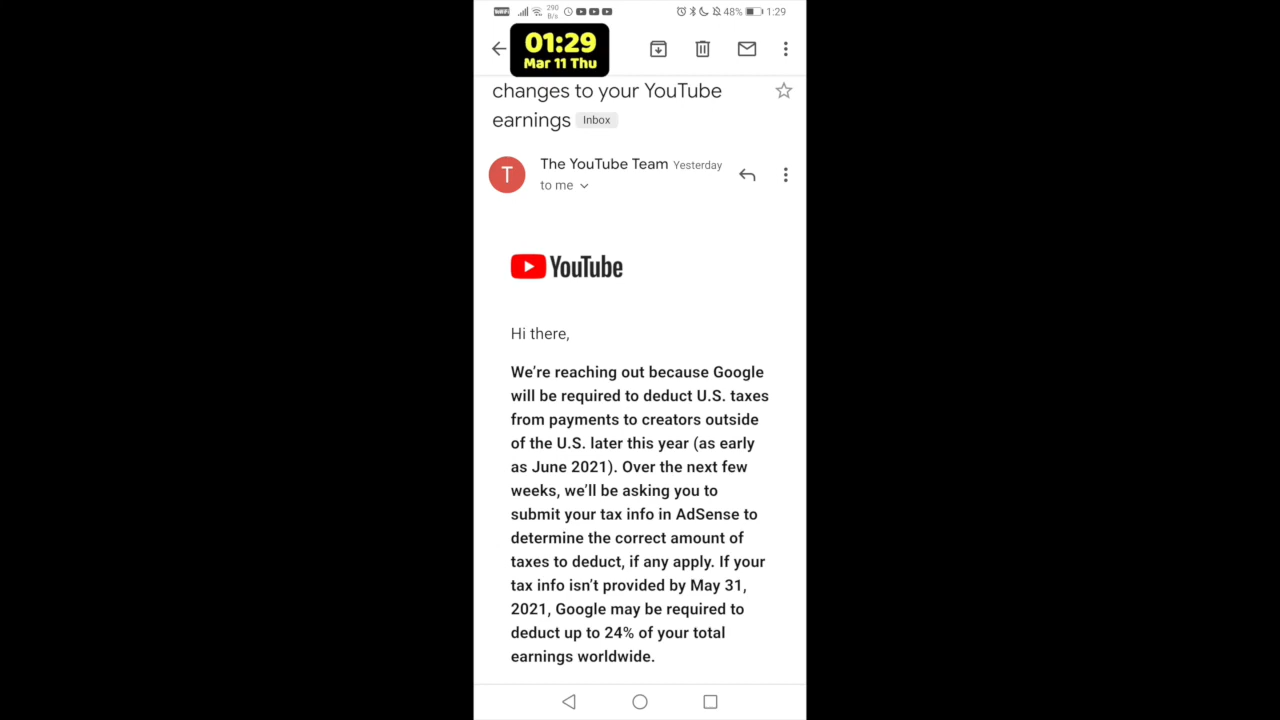 290
B/s
48%
1:29
01:29
Mar 11 Thu
changes to your YouTube
earnings Inbox
T
The YouTube Team Yesterday
to me
YouTube
Hi there,
We're reaching out because Google
will be required to deduct U.S. taxes
from payments to creators outside
of the U.S. later this year (as early
as June 2021). Over the next few
weeks, we'll be asking you to
submit your tax info in AdSense to
determine the correct amount of
taxes to deduct, if any apply. If your
tax info isn't provided by May 31,
2021, Google may be required to
deduct up to 24% of your total
earnings worldwide.